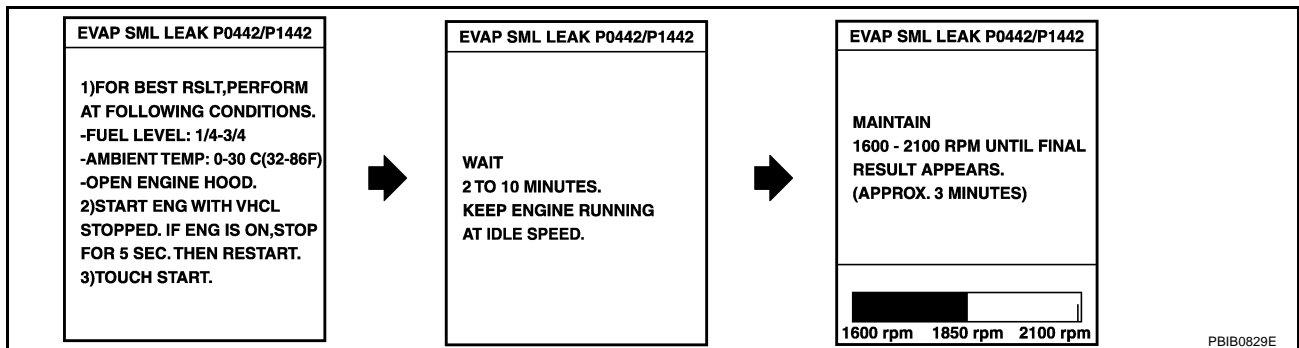 EVAP SML LEAK P0442/P1442
1)FOR BEST RSLT,PERFORM
AT FOLLOWING CONDITIONS.
-FUEL LEVEL: 1/4-3/4
-AMBIENT TEMP: 0-30 C(32-86F)
-OPEN ENGINE HOOD.
2)START ENG WITH VHCL
STOPPED. IF ENG IS ON,STOP
FOR 5 SEC. THEN RESTART.
3)TOUCH START.
EVAP SML LEAK P0442/P1442
WAIT
2 TO 10 MINUTES.
KEEP ENGINE RUNNING
AT IDLE SPEED.
EVAP SML LEAK P0442/P1442
MAINTAIN
1600 - 2100 RPM UNTIL FINAL
RESULT APPEARS.
(APPROX. 3 MINUTES)
1600 rpm 1850 rpm 2100 rpm
PBIB0829E